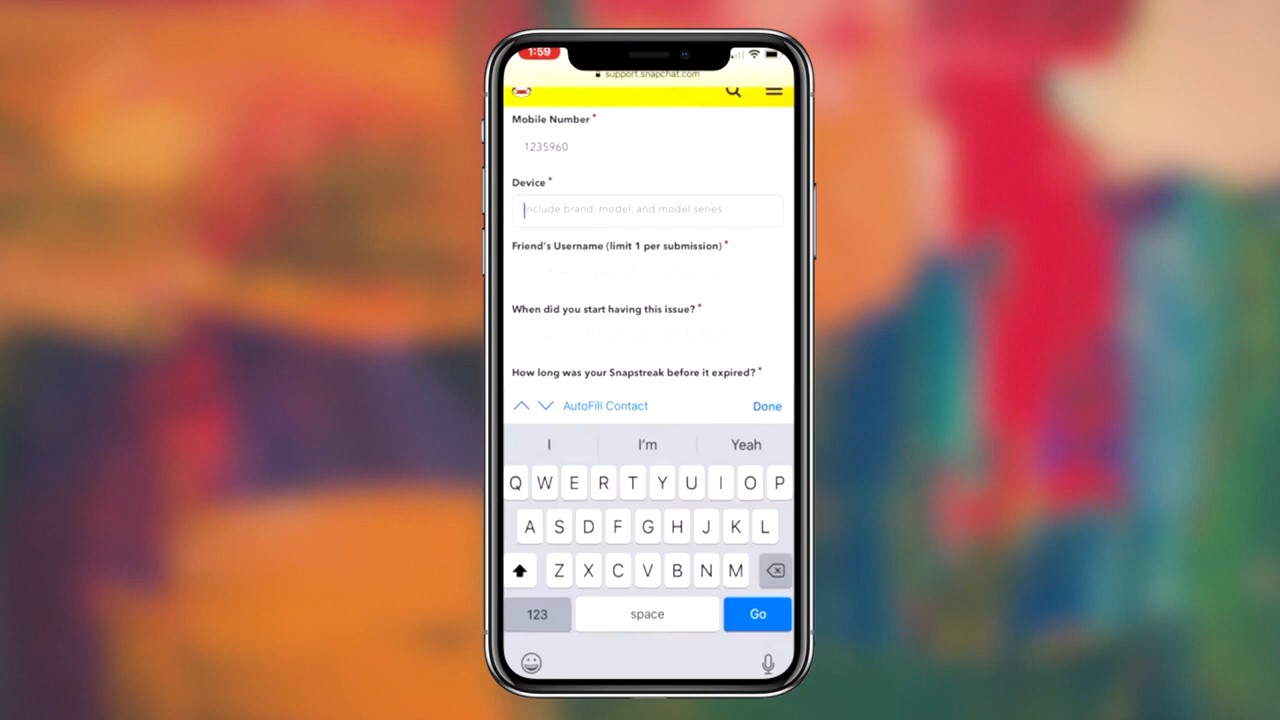 1:59
support.snapchat.com
Mobile Number *
1235960
Device *
Include brand, model, and model series
Friend's Username (limit 1 per submission) *
When did you start having this issue? *
How long was your Snapstreak before it expired? *
AutoFill Contact Done
I I'm Yeah
Q W E R T Y U I O P
A S D F G H J K L
Z X C V B N M
123 space Go